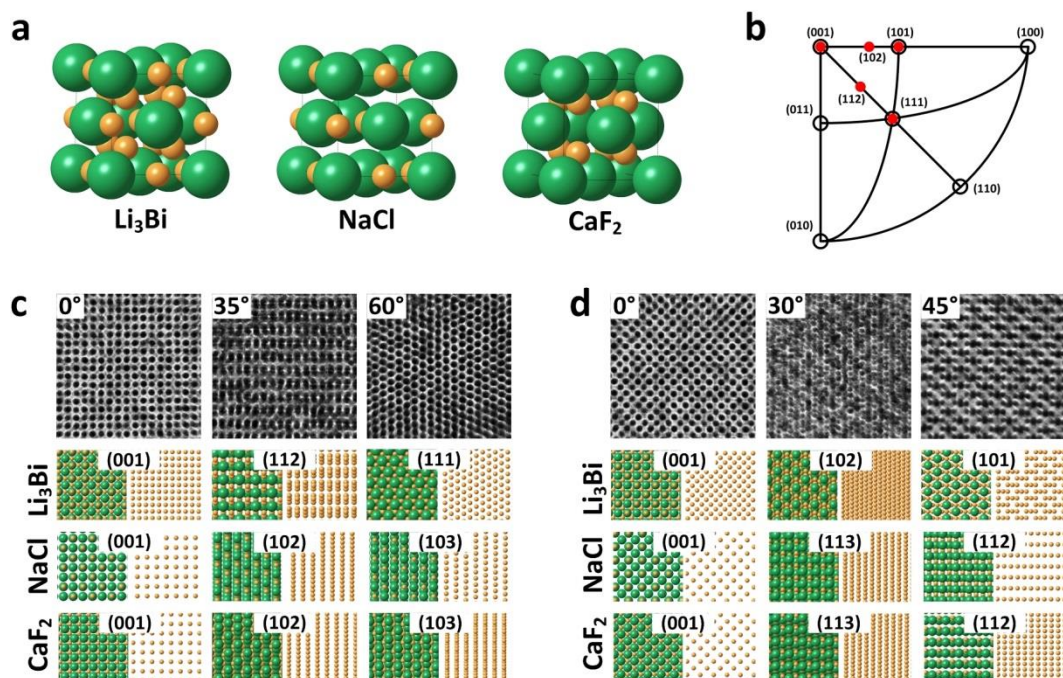 a
Li₃Bi NaCl CaF₂
b
(001) (101) (100)
(102)
(112)
(111)
(011)
(110)
(010)
c
0° 35° 60°
Li₃Bi (001) (112) (111)
NaCl (001) (102) (103)
CaF₂ (001) (102) (103)
d
0° 30° 45°
Li₃Bi (001) (102) (101)
NaCl (001) (113) (112)
CaF₂ (001) (113) (112)